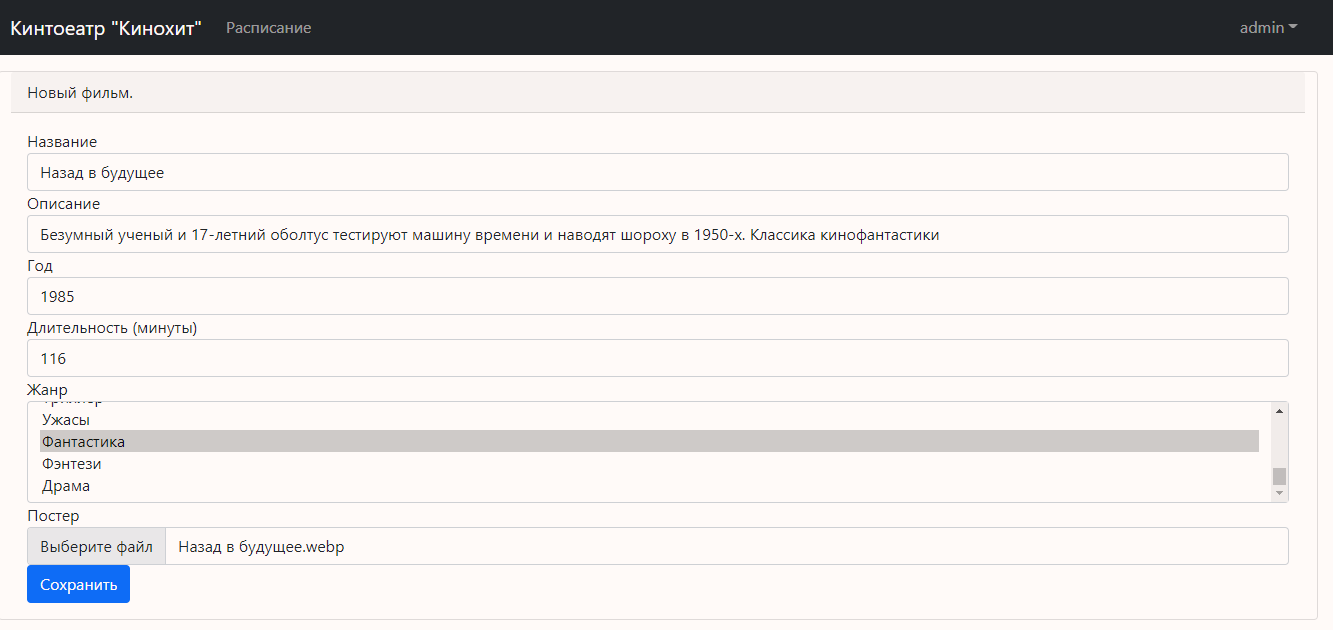 Кинтоеатр "Кинохит" Расписание admin
Новый фильм.
Название
Назад в будущее
Описание
Безумный ученый и 17-летний оболтус тестируют машину времени и наводят шороху в 1950-х. Классика кинофантастики
Год
1985
Длительность (минуты)
116
Жанр
Ужасы
Фантастика
Фэнтези
Драма
Постер
Выберите файл Назад в будущее.webp
Сохранить